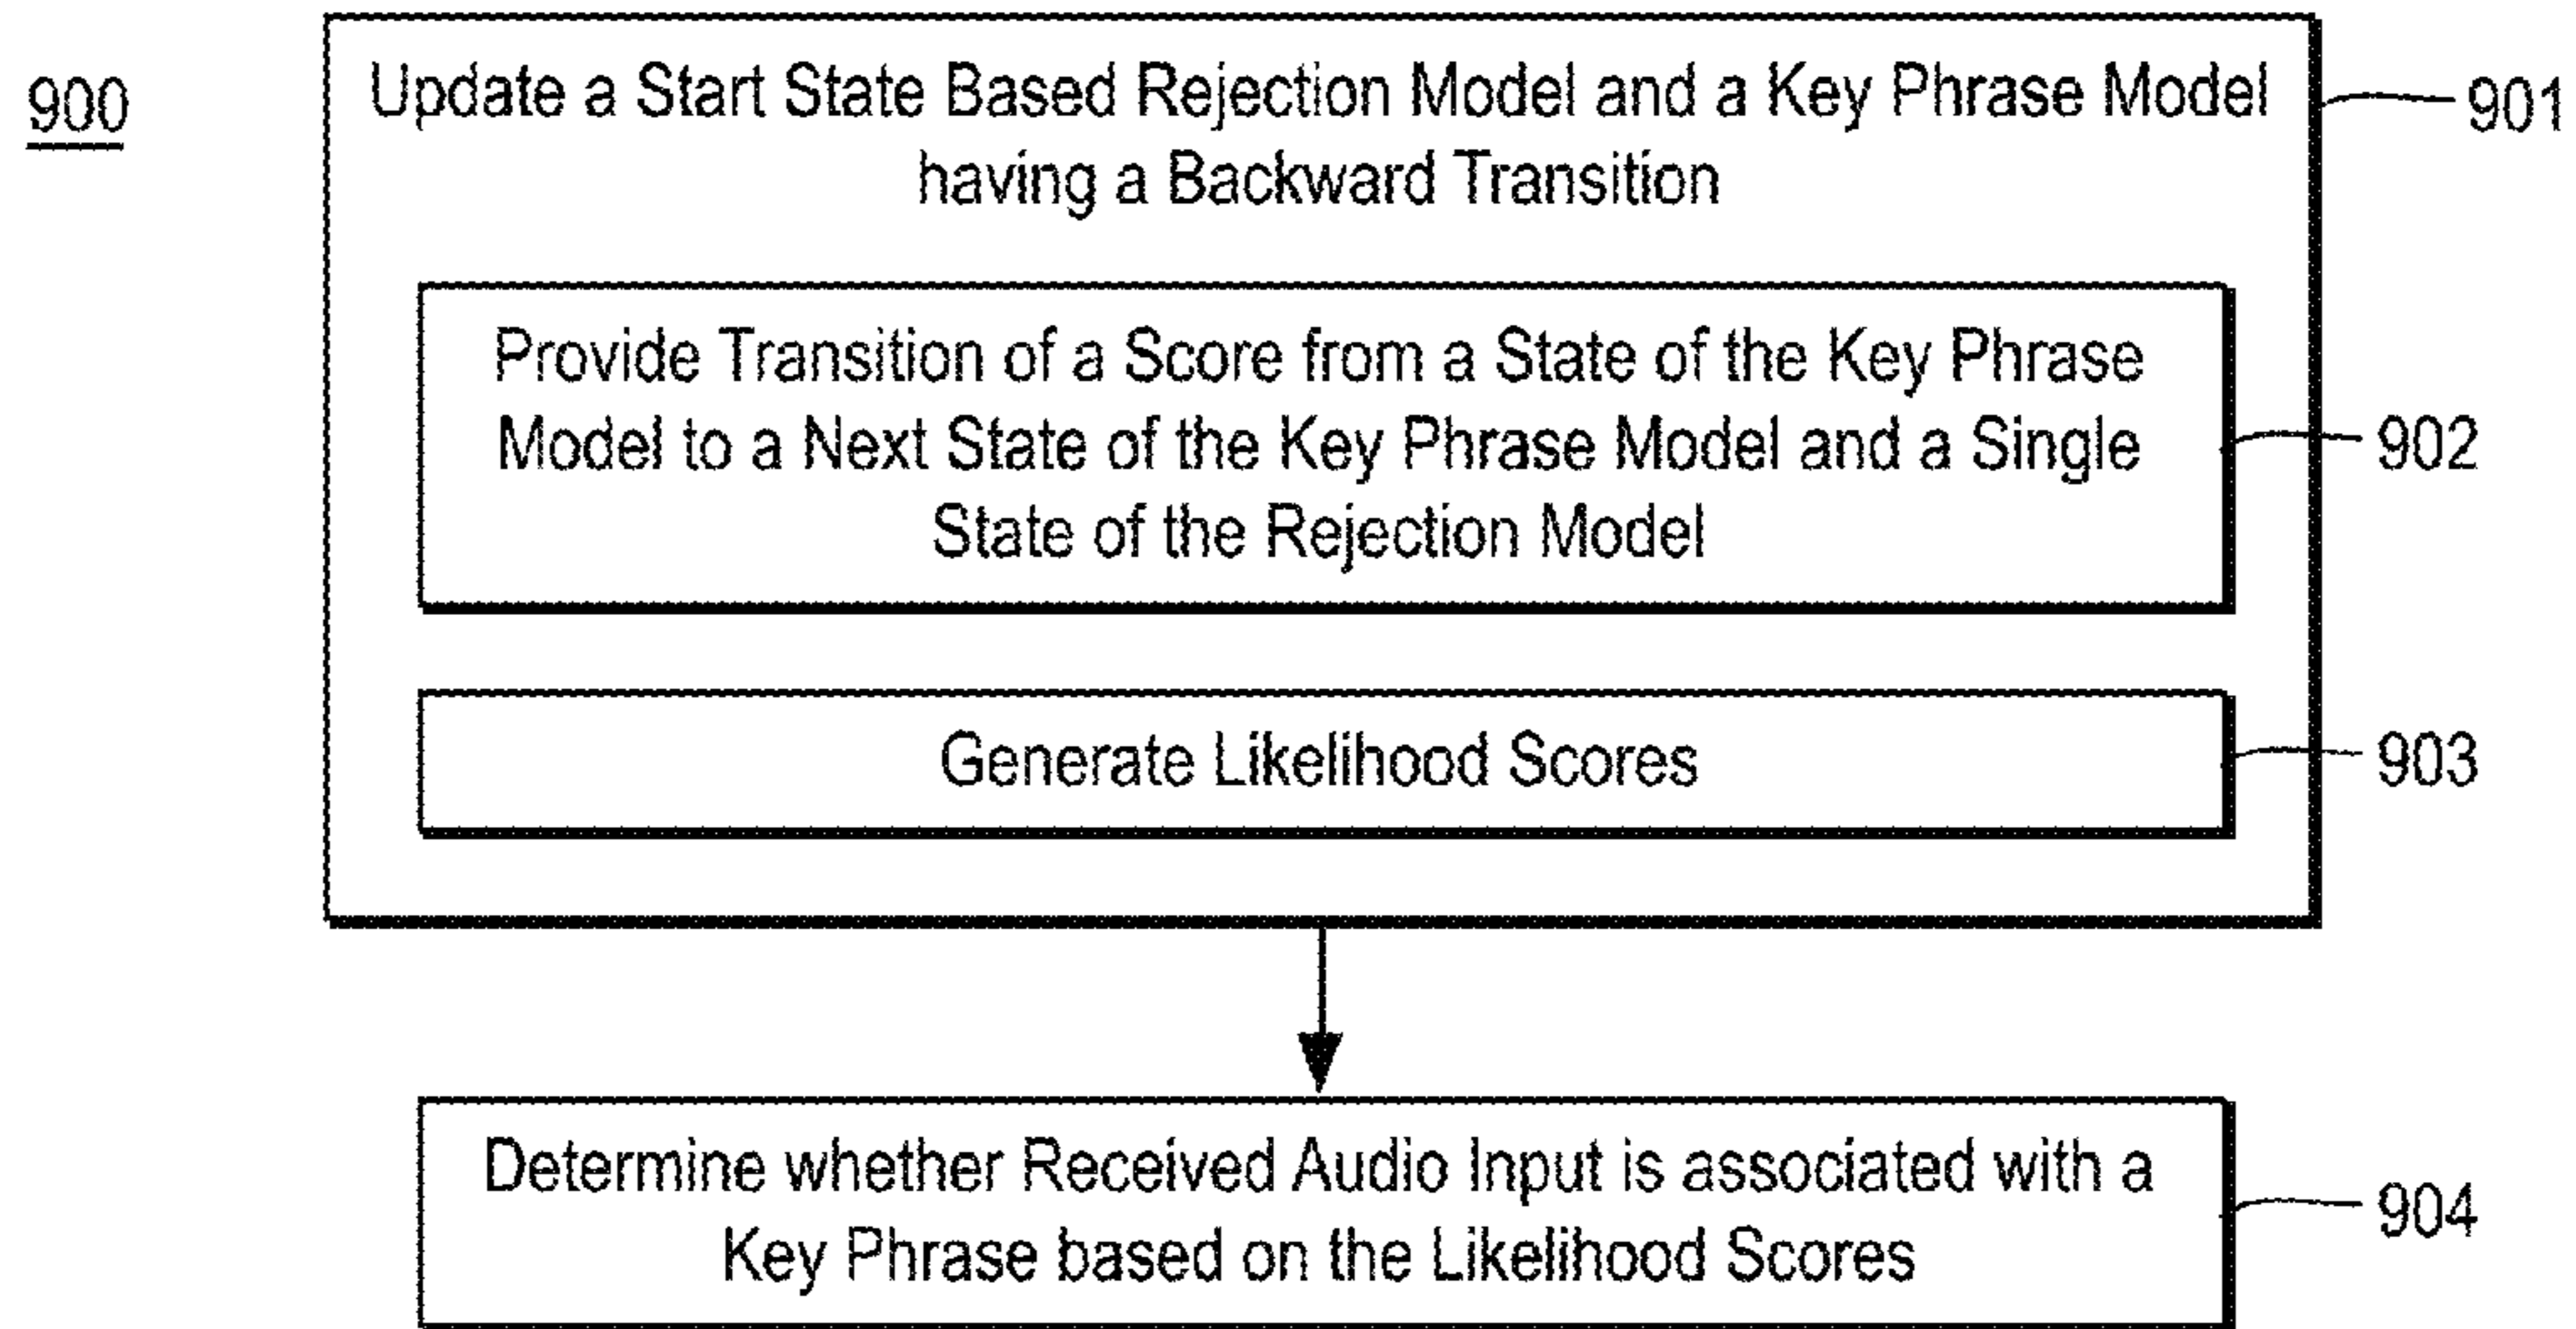 900
Update a Start State Based Rejection Model and a Key Phrase Model
having a Backward Transition
901
Provide Transition of a Score from a State of the Key Phrase
Model to a Next State of the Key Phrase Model and a Single
State of the Rejection Model
902
Generate Likelihood Scores
903
Determine whether Received Audio Input is associated with a
Key Phrase based on the Likelihood Scores
904